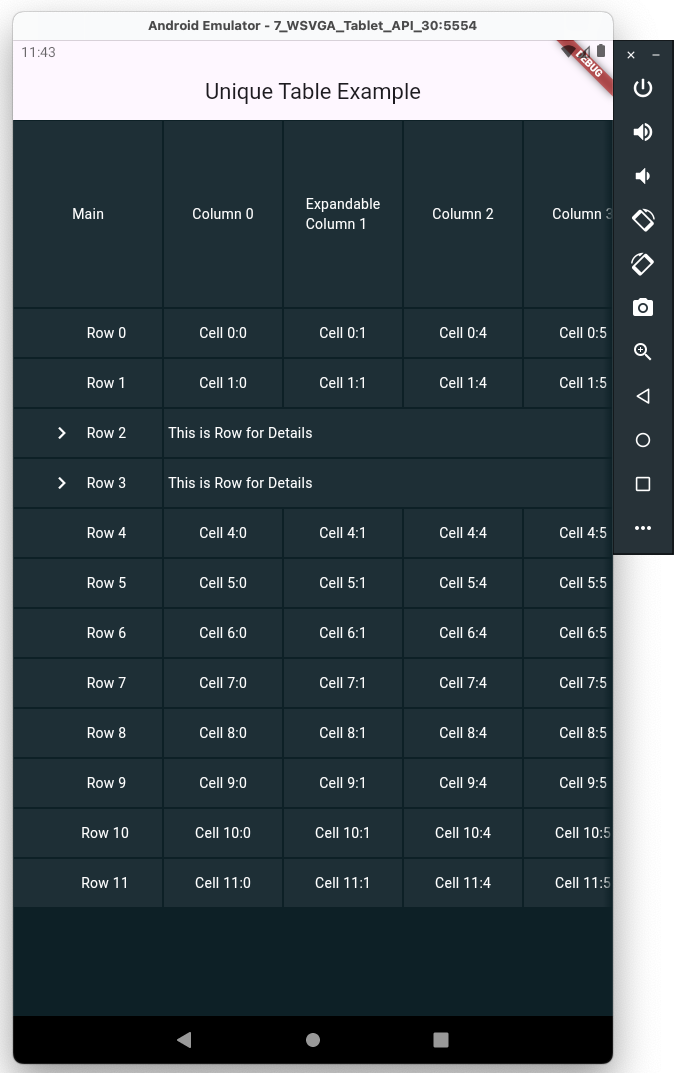 Android Emulator - 7_WSVGA_Tablet_API_30:5554
11:43
DEBUG
Unique Table Example
Main Column 0 Expandable Column 1 Column 2 Column 3
Row 0 Cell 0:0 Cell 0:1 Cell 0:4 Cell 0:5
Row 1 Cell 1:0 Cell 1:1 Cell 1:4 Cell 1:5
Row 2 This is Row for Details
Row 3 This is Row for Details
Row 4 Cell 4:0 Cell 4:1 Cell 4:4 Cell 4:5
Row 5 Cell 5:0 Cell 5:1 Cell 5:4 Cell 5:5
Row 6 Cell 6:0 Cell 6:1 Cell 6:4 Cell 6:5
Row 7 Cell 7:0 Cell 7:1 Cell 7:4 Cell 7:5
Row 8 Cell 8:0 Cell 8:1 Cell 8:4 Cell 8:5
Row 9 Cell 9:0 Cell 9:1 Cell 9:4 Cell 9:5
Row 10 Cell 10:0 Cell 10:1 Cell 10:4 Cell 10:5
Row 11 Cell 11:0 Cell 11:1 Cell 11:4 Cell 11:5